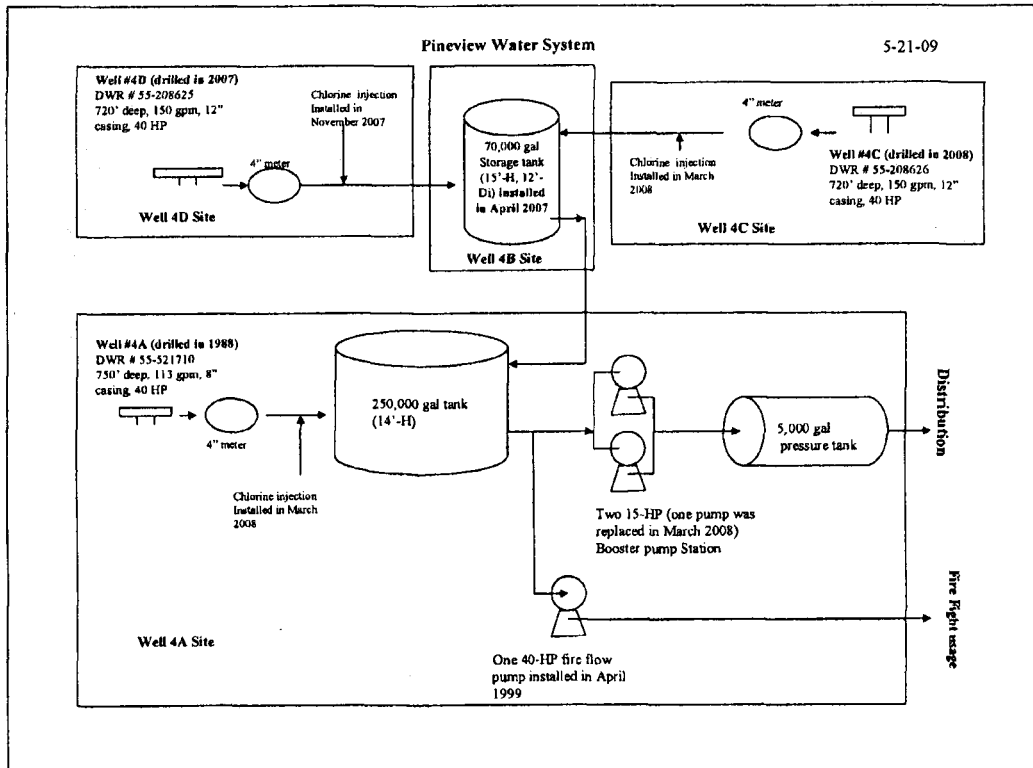 Pineview Water System
5-21-09
Well #4D (drilled in 2007)
DWR # 55-208625
720' deep, 150 gpm, 12"
casing, 40 HP
Chlorine injection
Installed in
November 2007
4" meter
Well 4D Site
70,000 gal
Storage tank
(15'-H, 12'-
Di) installed
in April 2007
Well 4B Site
4" meter
Chlorine injection
Installed in March
2008
Well #4C (drilled in 2008)
DWR # 55-208626
720' deep, 150 gpm, 12"
casing, 40 HP
Well 4C Site
Well #4A (drilled in 1988)
DWR # 55-521710
750' deep, 113 gpm, 8"
casing, 40 HP
4" meter
Chlorine injection
Installed in March
2008
250,000 gal tank
(14'-H)
Two 15-HP (one pump was
replaced in March 2008)
Booster pump Station
5,000 gal
pressure tank
Distribution
One 40-HP fire flow
pump installed in April
1999
Fire Fight usage
Well 4A Site